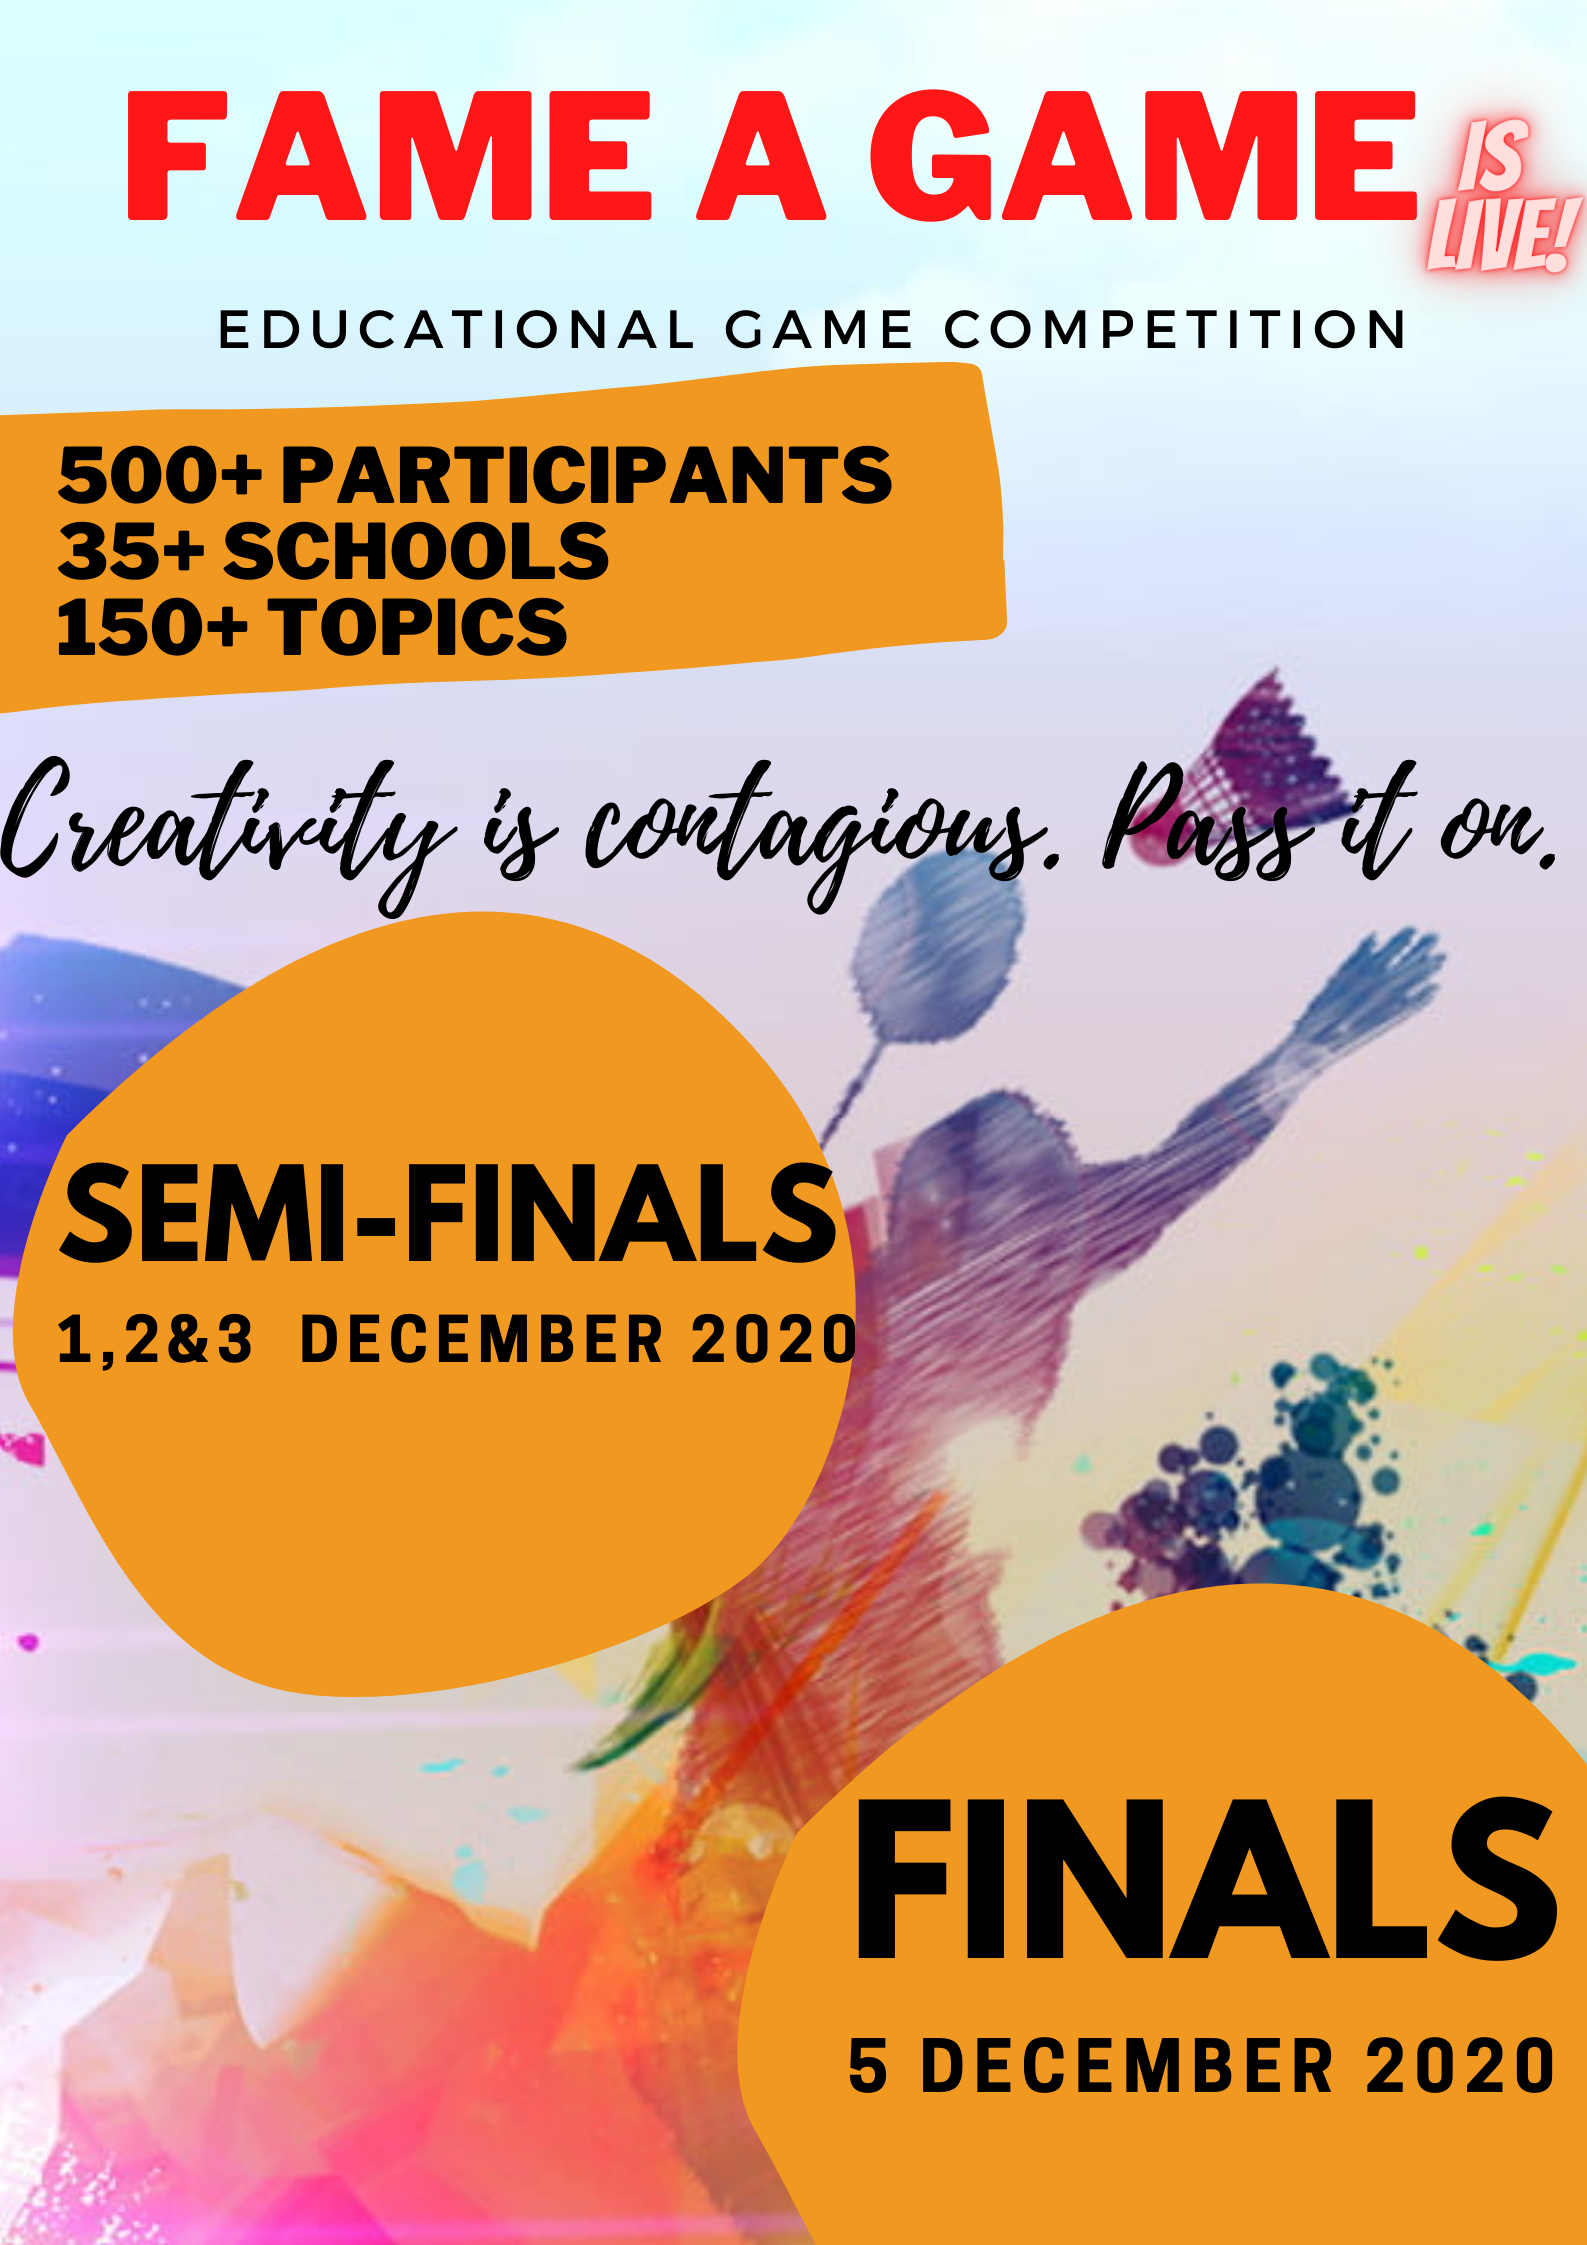 FAME A GAME
IS
LIVE!
EDUCATIONAL GAME COMPETITION
500+ PARTICIPANTS
35+ SCHOOLS
150+ TOPICS
Creativity is contagious. Pass it on.
SEMI-FINALS
1,2&3 DECEMBER 2020
FINALS
5 DECEMBER 2020